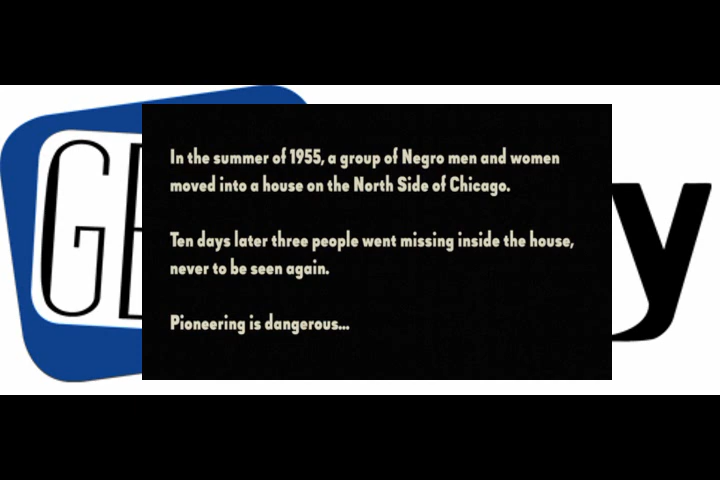 GE
y
In the summer of 1955, a group of Negro men and women
moved into a house on the North Side of Chicago.
Ten days later three people went missing inside the house,
never to be seen again.
Pioneering is dangerous...